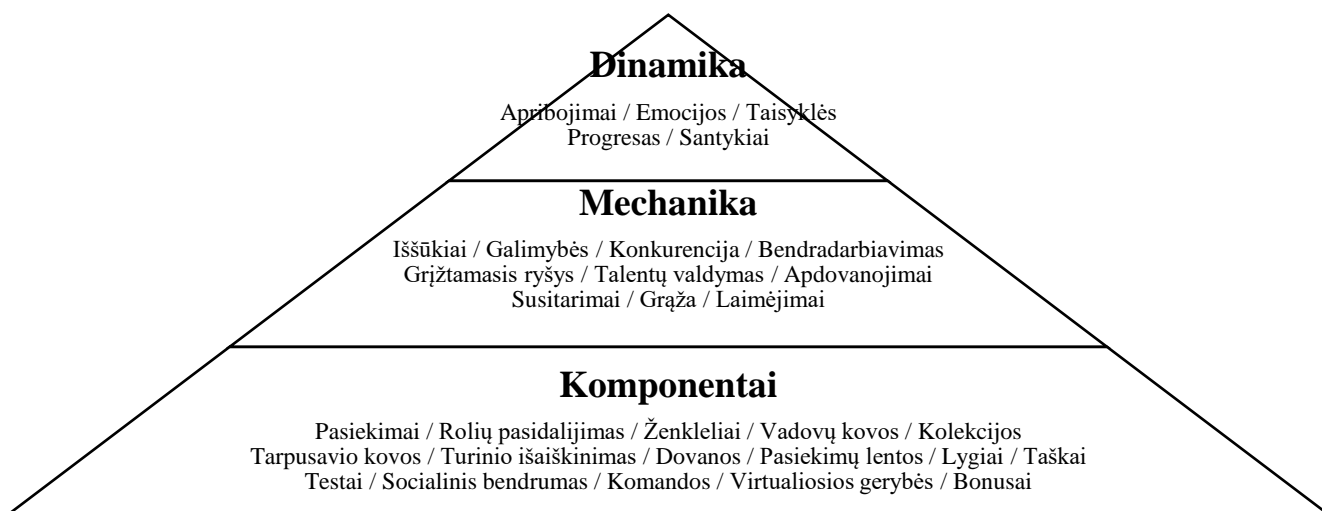 Dinamika
Apribojimai / Emocijos / Taisyklės
Progresas / Santykiai
Mechanika
Iššūkiai / Galimybės / Konkurencija / Bendradarbiavimas
Grįžtamasis ryšys / Talentų valdymas / Apdovanojimai
Susitarimai / Grąža / Laimėjimai
Komponentai
Pasiekimai / Rolių pasidalijimas / Ženkleliai / Vadovų kovos / Kolekcijos
Tarpusavio kovos / Turinio išaiškinimas / Dovanos / Pasiekimų lentos / Lygiai / Taškai
Testai / Socialinis bendrumas / Komandos / Virtualiosios gerybės / Bonusai